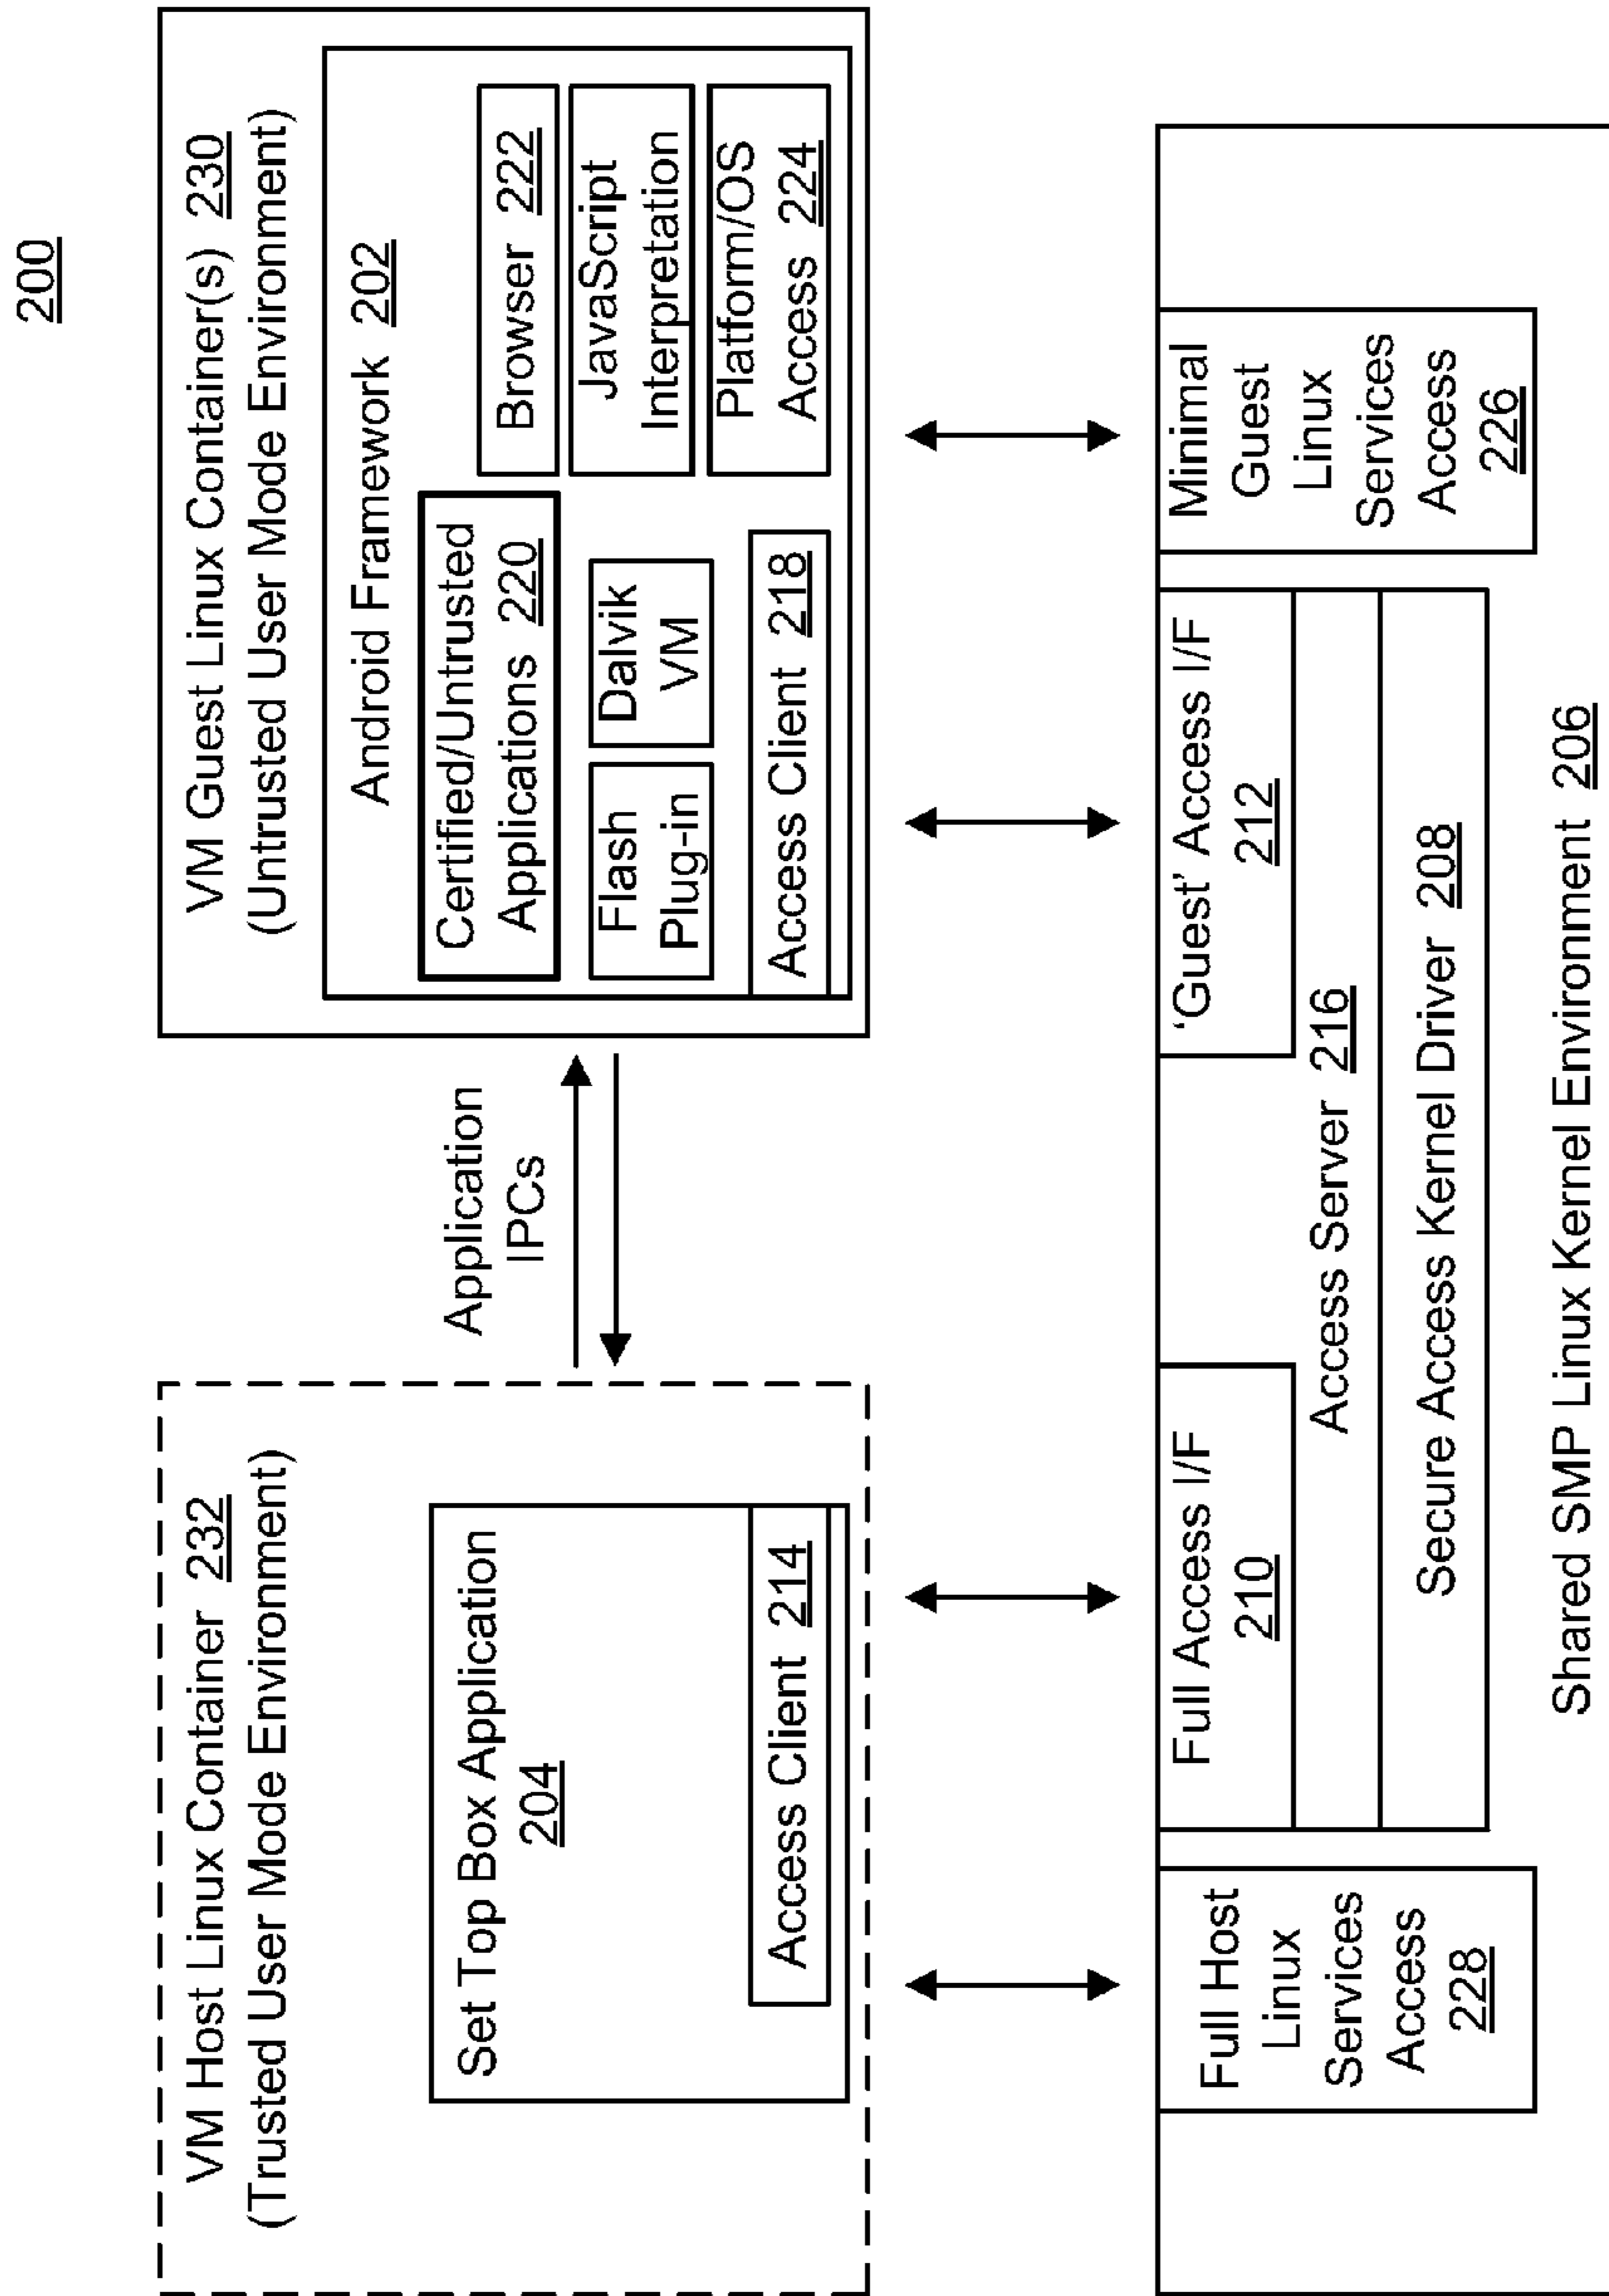 200
VM Host Linux Container 232
(Trusted User Mode Environment)
Set Top Box Application
204
Access Client 214
Application
IPCs
VM Guest Linux Container(s) 230
(Untrusted User Mode Environment)
Android Framework 202
Certified/Untrusted
Applications 220
Flash
Plug-in
Dalvik
VM
Access Client 218
Browser 222
JavaScript
Interpretation
Platform/OS
Access 224
Full Host
Linux
Services
Access
228
Full Access I/F
210
'Guest' Access I/F
212
Access Server 216
Secure Access Kernel Driver 208
Minimal
Guest
Linux
Services
Access
226
Shared SMP Linux Kernel Environment 206